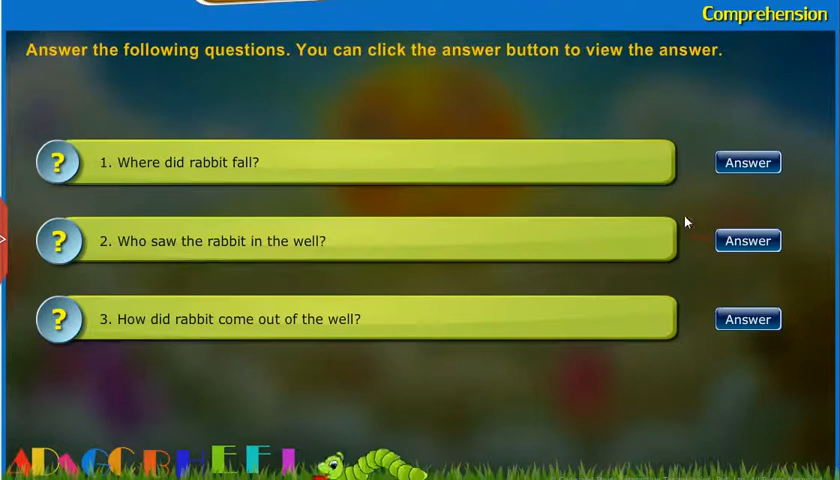 Comprehension
Answer the following questions. You can click the answer button to view the answer.
? 1. Where did rabbit fall? Answer
? 2. Who saw the rabbit in the well? Answer
? 3. How did rabbit come out of the well? Answer